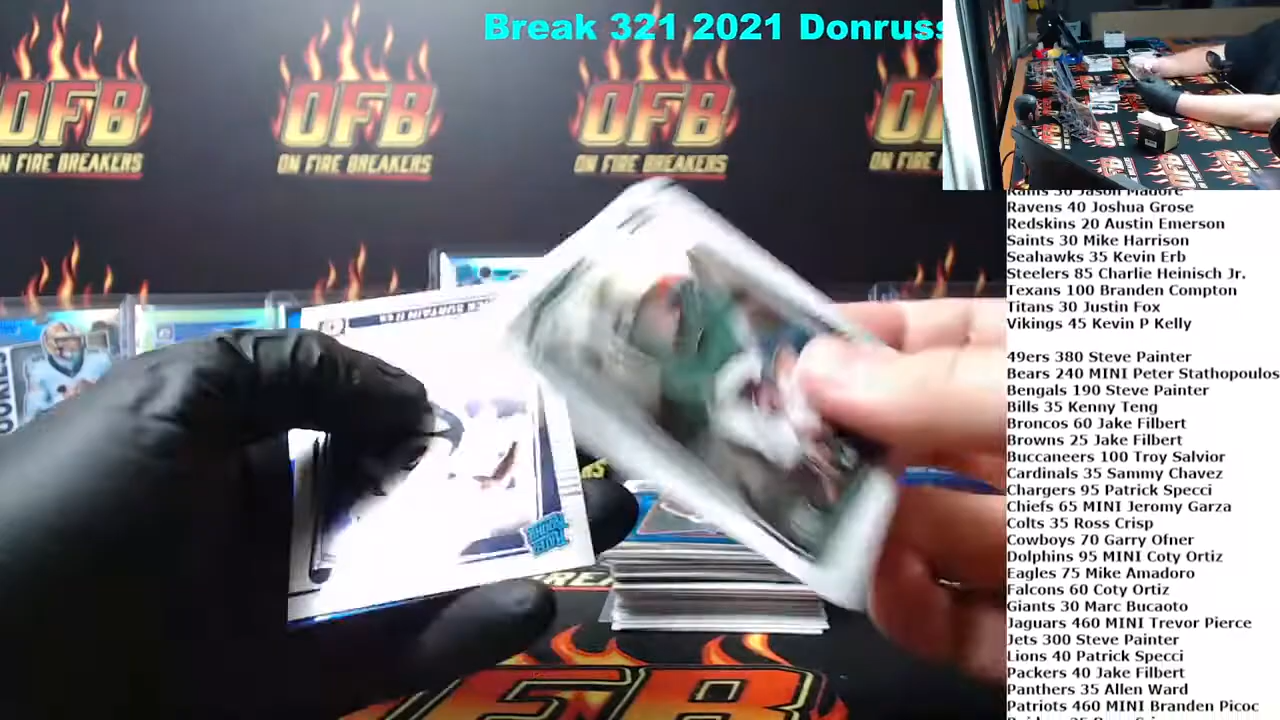 Break 321 2021 Donruss
OFB
ON FIRE BREAKERS
OFB
ON FIRE BREAKERS
OFB
ON FIRE BREAKERS
ON FIRE
Rams 30 Jason Madore
Ravens 40 Joshua Grose
Redskins 20 Austin Emerson
Saints 30 Mike Harrison
Seahawks 35 Kevin Erb
Steelers 85 Charlie Heinisch Jr.
Texans 100 Branden Compton
Titans 30 Justin Fox
Vikings 45 Kevin P Kelly
49ers 380 Steve Painter
Bears 240 MINI Peter Stathopoulos
Bengals 190 Steve Painter
Bills 35 Kenny Teng
Broncos 60 Jake Filbert
Browns 25 Jake Filbert
Buccaneers 100 Troy Salvior
Cardinals 35 Sammy Chavez
Chargers 95 Patrick Specci
Chiefs 65 MINI Jeromy Garza
Colts 35 Ross Crisp
Cowboys 70 Garry Ofner
Dolphins 95 MINI Coty Ortiz
Eagles 75 Mike Amadoro
Falcons 60 Coty Ortiz
Giants 30 Marc Bucaoto
Jaguars 460 MINI Trevor Pierce
Jets 300 Steve Painter
Lions 40 Patrick Specci
Packers 40 Jake Filbert
Panthers 35 Allen Ward
Patriots 460 MINI Branden Picoc
SURTAIN II
RATED ROOKIE